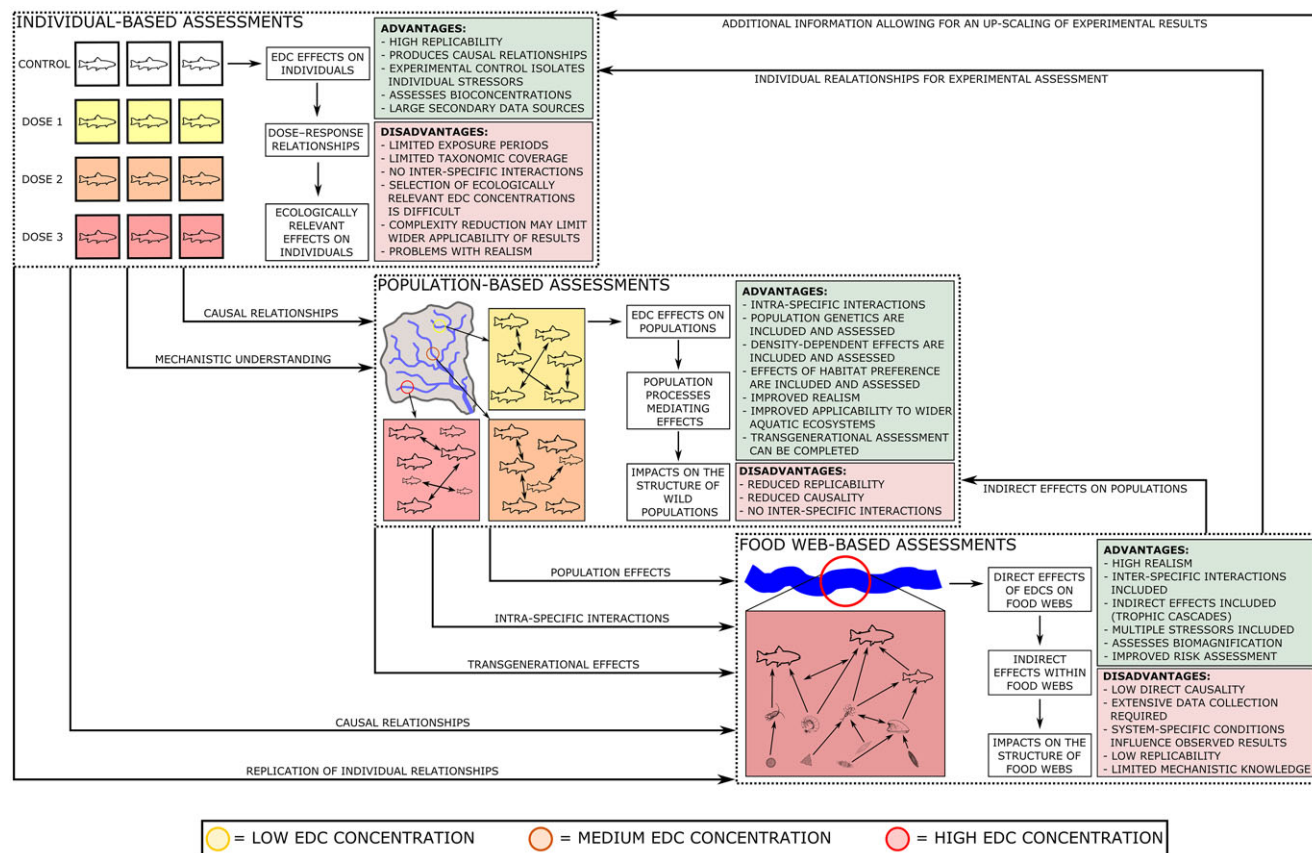 INDIVIDUAL-BASED ASSESSMENTS
CONTROL
DOSE 1
DOSE 2
DOSE 3
EDC EFFECTS ON
INDIVIDUALS
DOSE–RESPONSE
RELATIONSHIPS
ECOLOGICALLY
RELEVANT
EFFECTS ON
INDIVIDUALS
ADVANTAGES:
- HIGH REPLICABILITY
- PRODUCES CAUSAL RELATIONSHIPS
- EXPERIMENTAL CONTROL ISOLATES
INDIVIDUAL STRESSORS
- ASSESSES BIOCONCENTRATIONS
- LARGE SECONDARY DATA SOURCES
DISADVANTAGES:
- LIMITED EXPOSURE PERIODS
- LIMITED TAXONOMIC COVERAGE
- NO INTER-SPECIFIC INTERACTIONS
- SELECTION OF ECOLOGICALLY
RELEVANT EDC CONCENTRATIONS
IS DIFFICULT
- COMPLEXITY REDUCTION MAY LIMIT
WIDER APPLICABILITY OF RESULTS
- PROBLEMS WITH REALISM
ADDITIONAL INFORMATION ALLOWING FOR AN UP-SCALING OF EXPERIMENTAL RESULTS
INDIVIDUAL REALATIONSHIPS FOR EXPERIMENTAL ASSESSMENT
CAUSAL RELATIONSHIPS
MECHANISTIC UNDERSTANDING
POPULATION-BASED ASSESSMENTS
EDC EFFECTS ON
POPULATIONS
POPULATION
PROCESSES
MEDIATING
EFFECTS
IMPACTS ON THE
STRUCTURE OF
WILD
POPULATIONS
ADVANTAGES:
- INTRA-SPECIFIC INTERACTIONS
- POPULATION GENETICS ARE
INCLUDED AND ASSESSED
- DENSITY-DEPENDENT EFFECTS ARE
INCLUDED AND ASSESSED
- EFFECTS OF HABITAT PREFERENCE
ARE INCLUDED AND ASSESSED
- IMPROVED REALISM
- IMPROVED APPLICABILITY TO WIDER
AQUATIC ECOSYSTEMS
- TRANSGENERATIONAL ASSESSMENT
CAN BE COMPLETED
DISADVANTAGES:
- REDUCED REPLICABILITY
- REDUCED CAUSALITY
- NO INTER-SPECIFIC INTERACTIONS
INDIRECT EFFECTS ON POPULATIONS
POPULATION EFFECTS
INTRA-SPECIFIC INTERACTIONS
TRANSGENERATIONAL EFFECTS
CAUSAL RELATIONSHIPS
REPLICATION OF INDIVIDUAL RELATIONSHIPS
FOOD WEB-BASED ASSESSMENTS
DIRECT EFFECTS
OF EDCS ON
FOOD WEBS
INDIRECT
EFFECTS WITHIN
FOOD WEBS
IMPACTS ON THE
STRUCTURE OF
FOOD WEBS
ADVANTAGES:
- HIGH REALISM
- INTER-SPECIFIC INTERACTIONS
INCLUDED
- INDIRECT EFFECTS INCLUDED
(TROPHIC CASCADES)
- MULTIPLE STRESSORS INCLUDED
- ASSESSES BIOMAGNIFICATION
- IMPROVED RISK ASSESSMENT
DISADVANTAGES:
- LOW DIRECT CAUSALITY
- EXTENSIVE DATA COLLECTION
REQUIRED
- SYSTEM-SPECIFIC CONDITIONS
INFLUENCE OBSERVED RESULTS
- LOW REPLICABILITY
- LIMITED MECHANISTIC KNOWLEDGE
= LOW EDC CONCENTRATION
= MEDIUM EDC CONCENTRATION
= HIGH EDC CONCENTRATION